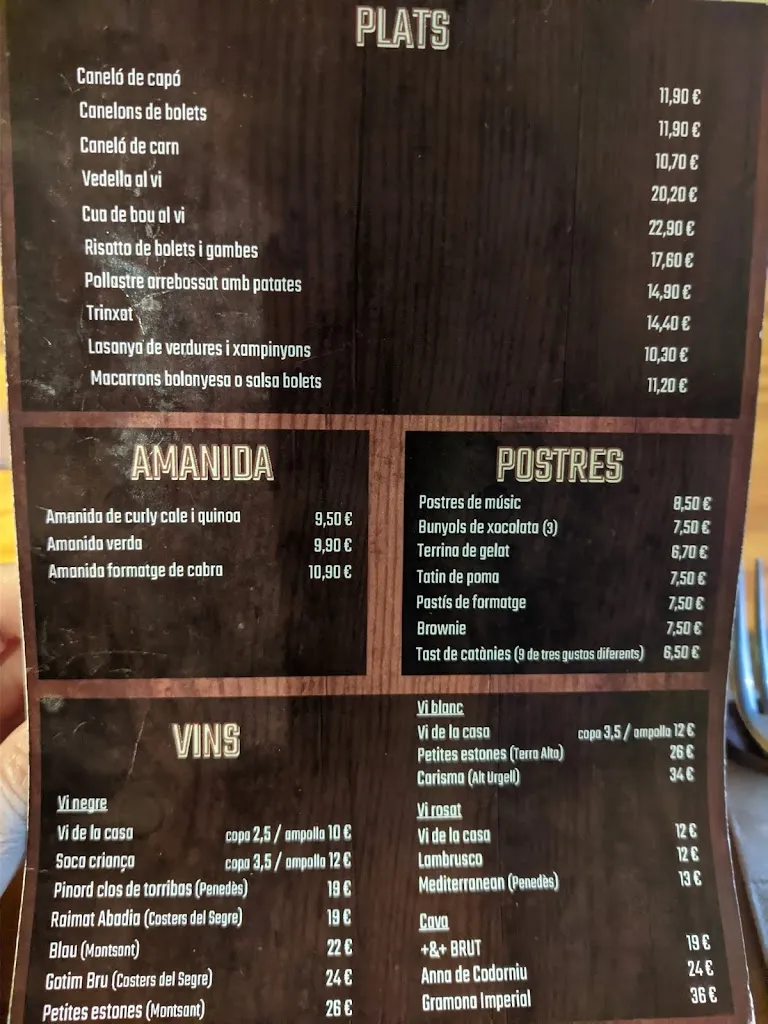 PLATS
Caneló de capó 11,90 €
Canelons de bolets 11,90 €
Caneló de carn 10,70 €
Vedella al vi 20,20 €
Cua de bou al vi 22,90 €
Risotto de bolets i gambes 17,60 €
Pollastre arrebossat amb patates 14,90 €
Trinxat 14,40 €
Lasanya de verdures i xampinyons 10,30 €
Macarrons bolonyesa o salsa bolets 11,20 €
AMANIDA
Amanida de curly cale i quinoa 9,50 €
Amanida verda 9,90 €
Amanida formatge de cabra 10,90 €
POSTRES
Postres de músic 8,50 €
Bunyols de xocolata (3) 7,50 €
Terrina de gelat 6,70 €
Tatin de poma 7,50 €
Pastís de formatge 7,50 €
Brownie 7,50 €
Tast de catànies (9 de tres gustos diferents) 6,50 €
VINS
Vi negre
Vi de la casa copa 2,5 / ampolla 10 €
Soca criança copa 3,5 / ampolla 12 €
Pinord clos de torribas (Penedès) 19 €
Raimat Abadia (Costers del Segre) 19 €
Blau (Montsant) 22 €
Gotim Bru (Costers del Segre) 24 €
Petites estones (Montsant) 26 €
Vi blanc
Vi de la casa copa 3,5 / ampolla 12 €
Petites estones (Terra Alta) 26 €
Carisma (Alt Urgell) 34 €
Vi rosat
Vi de la casa 12 €
Lambrusco 12 €
Mediterranean (Penedès) 13 €
Cava
+&+ BRUT 19 €
Anna de Codorniu 24 €
Gramona Imperial 36 €